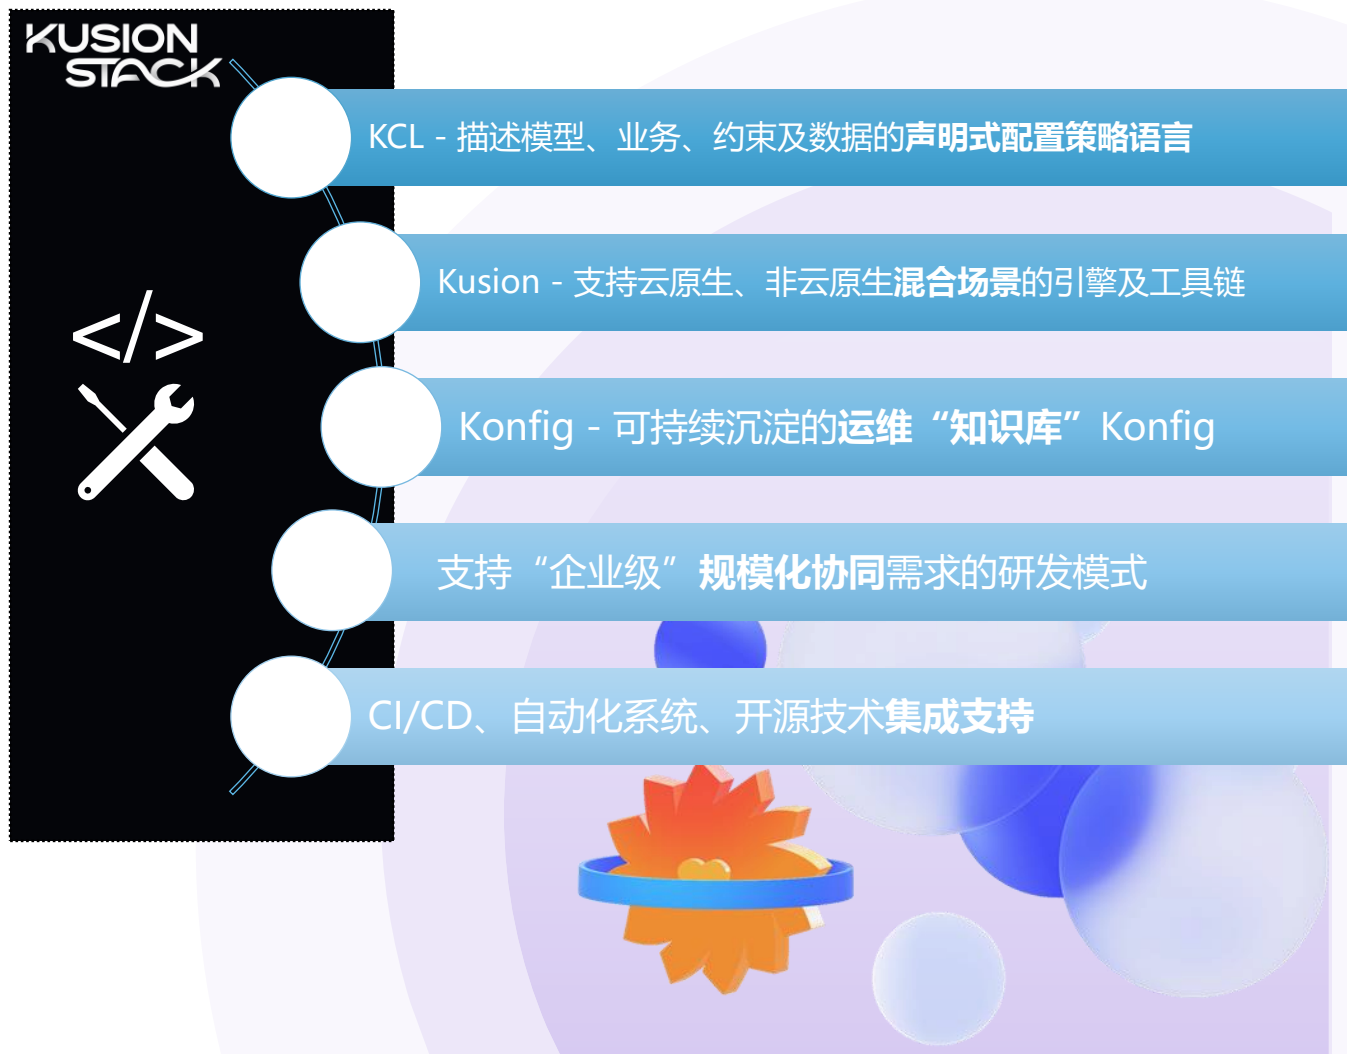 KUSION
STACK
KCL - 描述模型、业务、约束及数据的声明式配置策略语言
Kusion - 支持云原生、非云原生混合场景的引擎及工具链
</>
Konfig - 可持续沉淀的运维“知识库”Konfig
支持“企业级”规模化协同需求的研发模式
CI/CD、自动化系统、开源技术集成支持